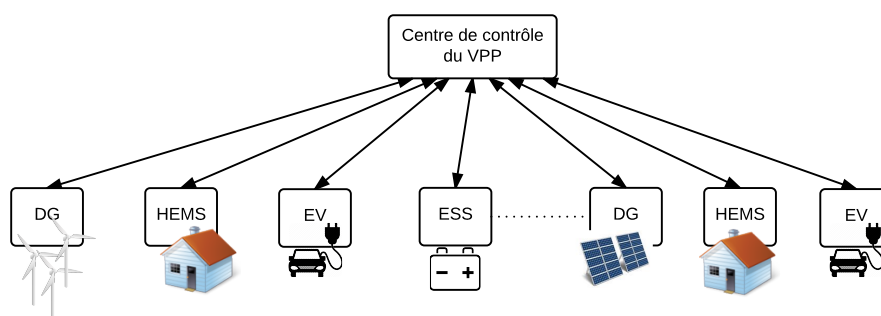 Centre de contrôle
du VPP
DG
HEMS
EV
ESS
DG
HEMS
EV